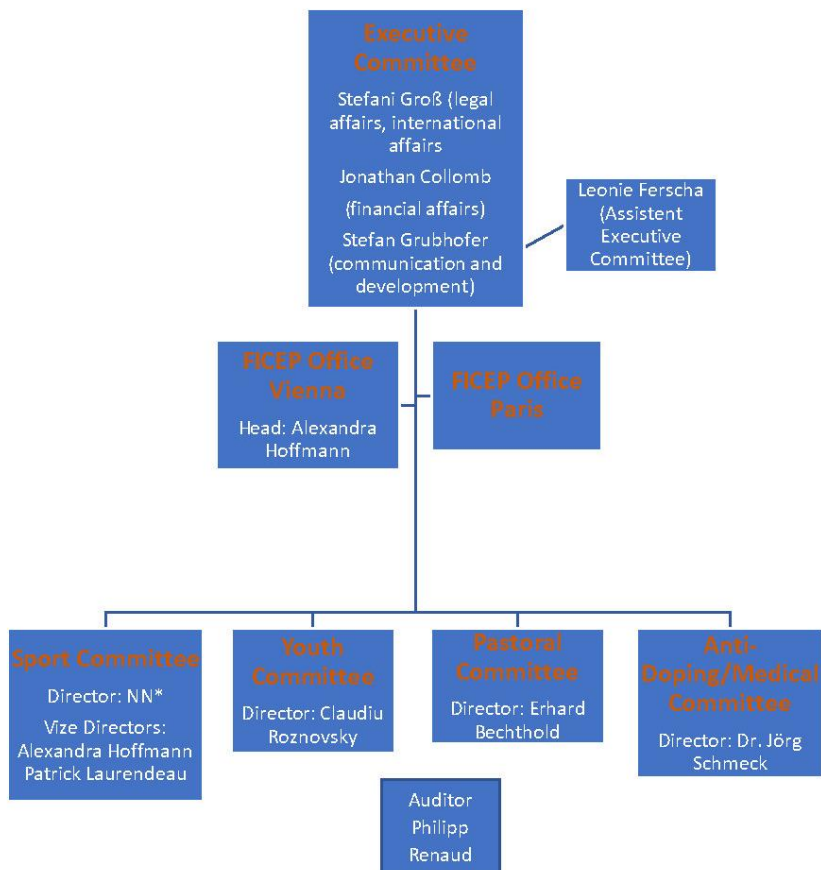 Executive
Committee
Stefani Groß (legal
affairs, international
affairs
Jonathan Collomb
(financial affairs)
Stefan Grubhofer
(communication and
development)
Leonie Ferscha
(Assistent
Executive
Committee)
FICEP Office
Vienna
Head: Alexandra
Hoffmann
FICEP Office
Paris
Sport Committee
Director: NN*
Vize Directors:
Alexandra Hoffmann
Patrick Laurendeau
Youth
Committee
Director: Claudiu
Roznovsky
Pastoral
Committee
Director: Erhard
Bechthold
Anti-
Doping/Medical
Committee
Director: Dr. Jörg
Schmeck
Auditor
Philipp
Renaud